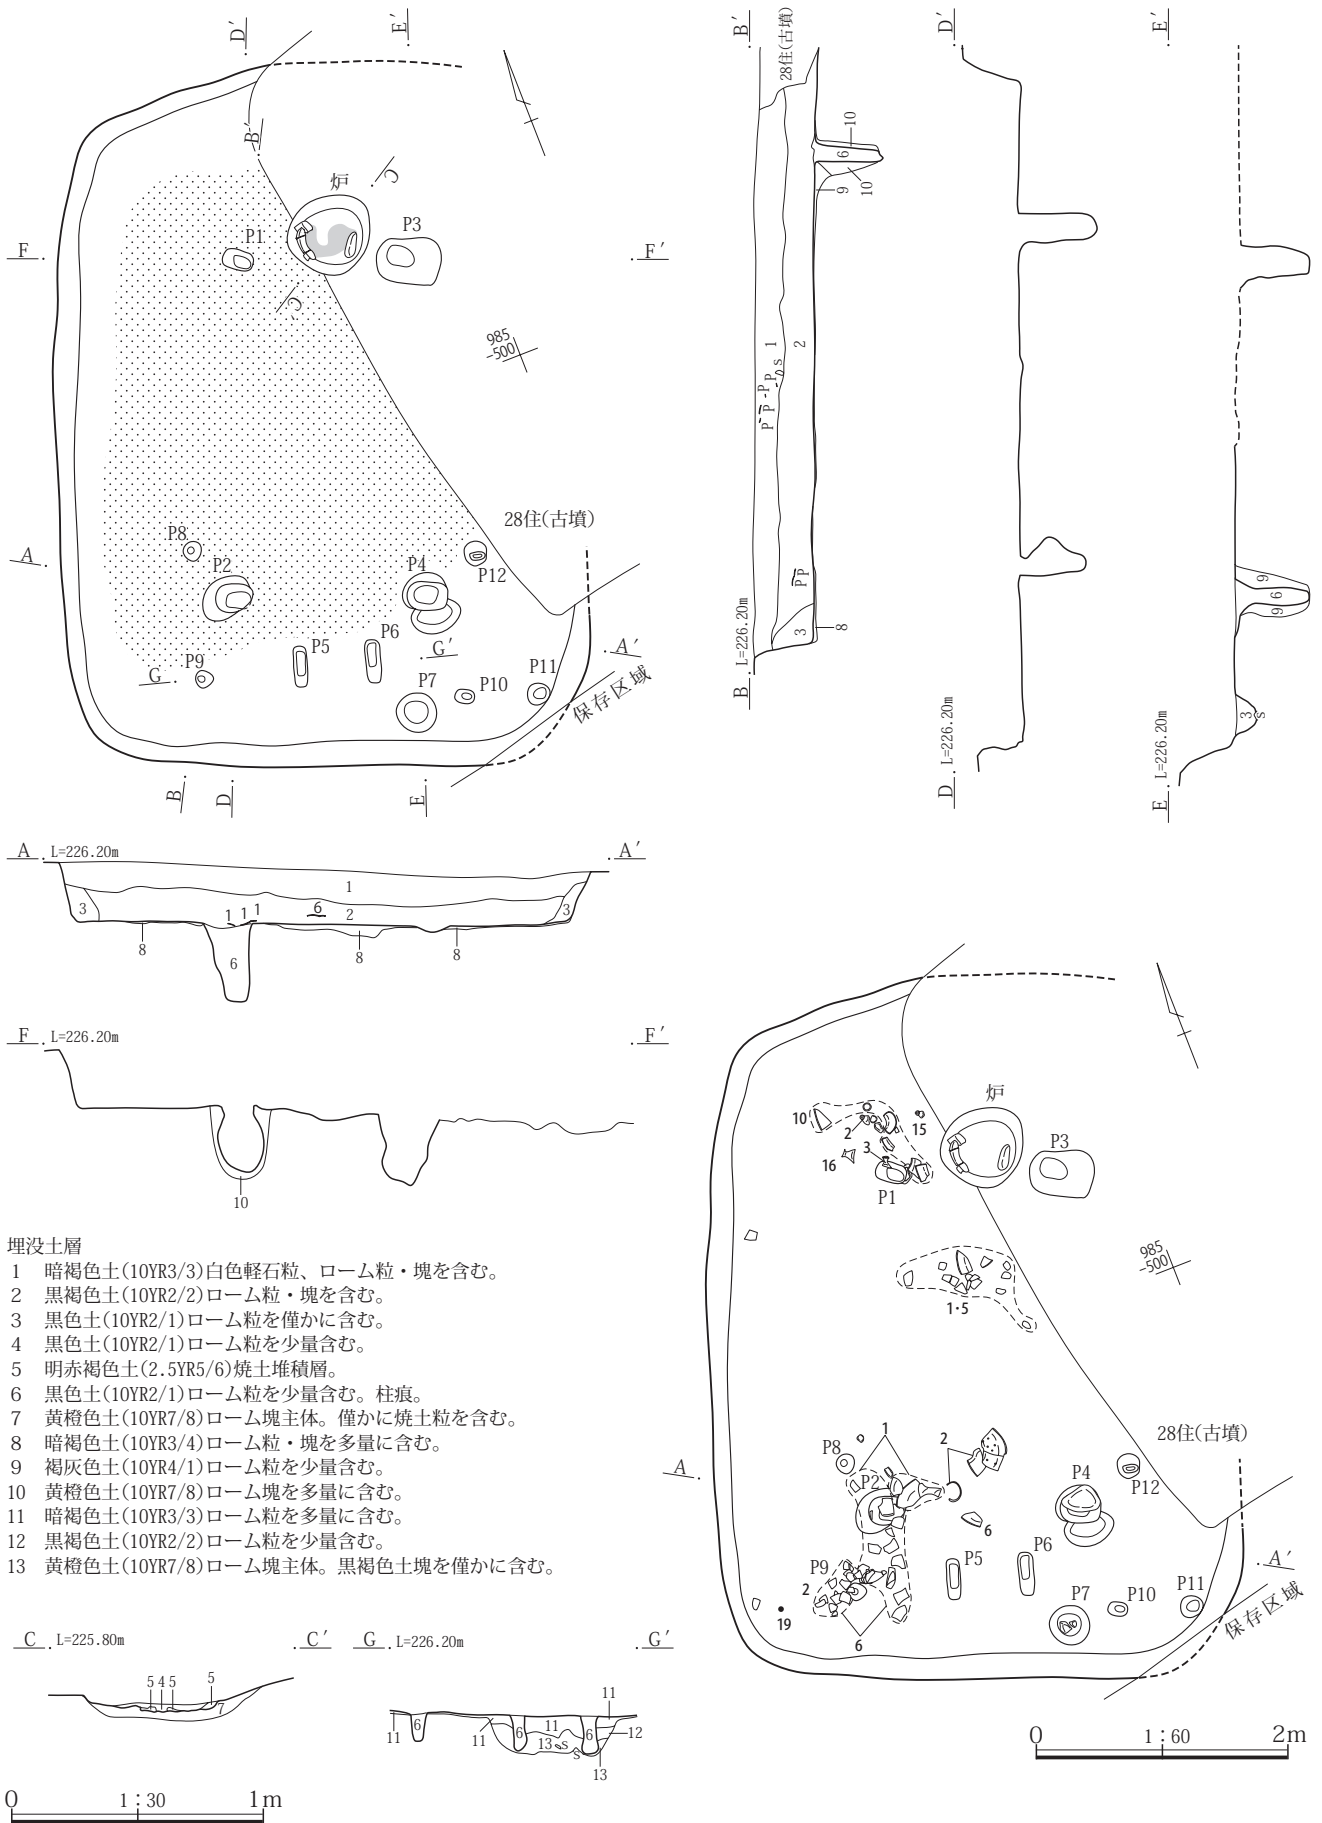 D′
E′
B′
炉
C′
P1
P3
F
F′
C
985
-500
28住(古墳)
P8
A
P2
P4
P12
P5
P6
G′
A′
P9
G
P7
P10
P11
保存区域
B
D
E
B′
28住(古墳)
D′
E′
10
6
9
10
1
2
P
P
P
P
s
P
P
3
8
B L=226.20m
9
6
9
3
s
D L=226.20m
E L=226.20m
A L=226.20m
A′
1
3
1
1
1
6
2
3
8
6
8
8
F L=226.20m
F′
10
埋没土層
1 暗褐色土(10YR3/3)白色軽石粒、ローム粒・塊を含む。
2 黒褐色土(10YR2/2)ローム粒・塊を含む。
3 黒色土(10YR2/1)ローム粒を僅かに含む。
4 黒色土(10YR2/1)ローム粒を少量含む。
5 明赤褐色土(2.5YR5/6)焼土堆積層。
6 黒色土(10YR2/1)ローム粒を少量含む。柱痕。
7 黄橙色土(10YR7/8)ローム塊主体。僅かに焼土粒を含む。
8 暗褐色土(10YR3/4)ローム粒・塊を多量に含む。
9 褐灰色土(10YR4/1)ローム粒を少量含む。
10 黄橙色土(10YR7/8)ローム塊を多量に含む。
11 暗褐色土(10YR3/3)ローム粒を多量に含む。
12 黒褐色土(10YR2/2)ローム粒を少量含む。
13 黄橙色土(10YR7/8)ローム塊主体。黒褐色土塊を僅かに含む。
C L=225.80m
C′
5 4 5
5
7
G L=226.20m
G′
11
6
11
6
11
13
s
s
6
11
12
13
0 1：30 1m
炉
10
2
15
3
16
P1
P3
985
-500
1・5
28住(古墳)
1
2
P8
A
P2
P4
P12
6
P5
P6
A′
P9
2
19
6
P7
P10
P11
保存区域
0 1：60 2m